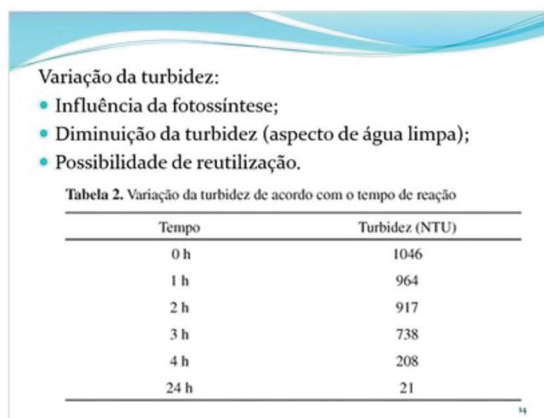 Variação da turbidez:
Influência da fotossíntese;
Diminuição da turbidez (aspecto de água limpa);
Possibilidade de reutilização.
Tabela 2. Variação da turbidez de acordo com o tempo de reação
Tempo Turbidez (NTU)
0 h 1046
1 h 964
2 h 917
3 h 738
4 h 208
24 h 21
14